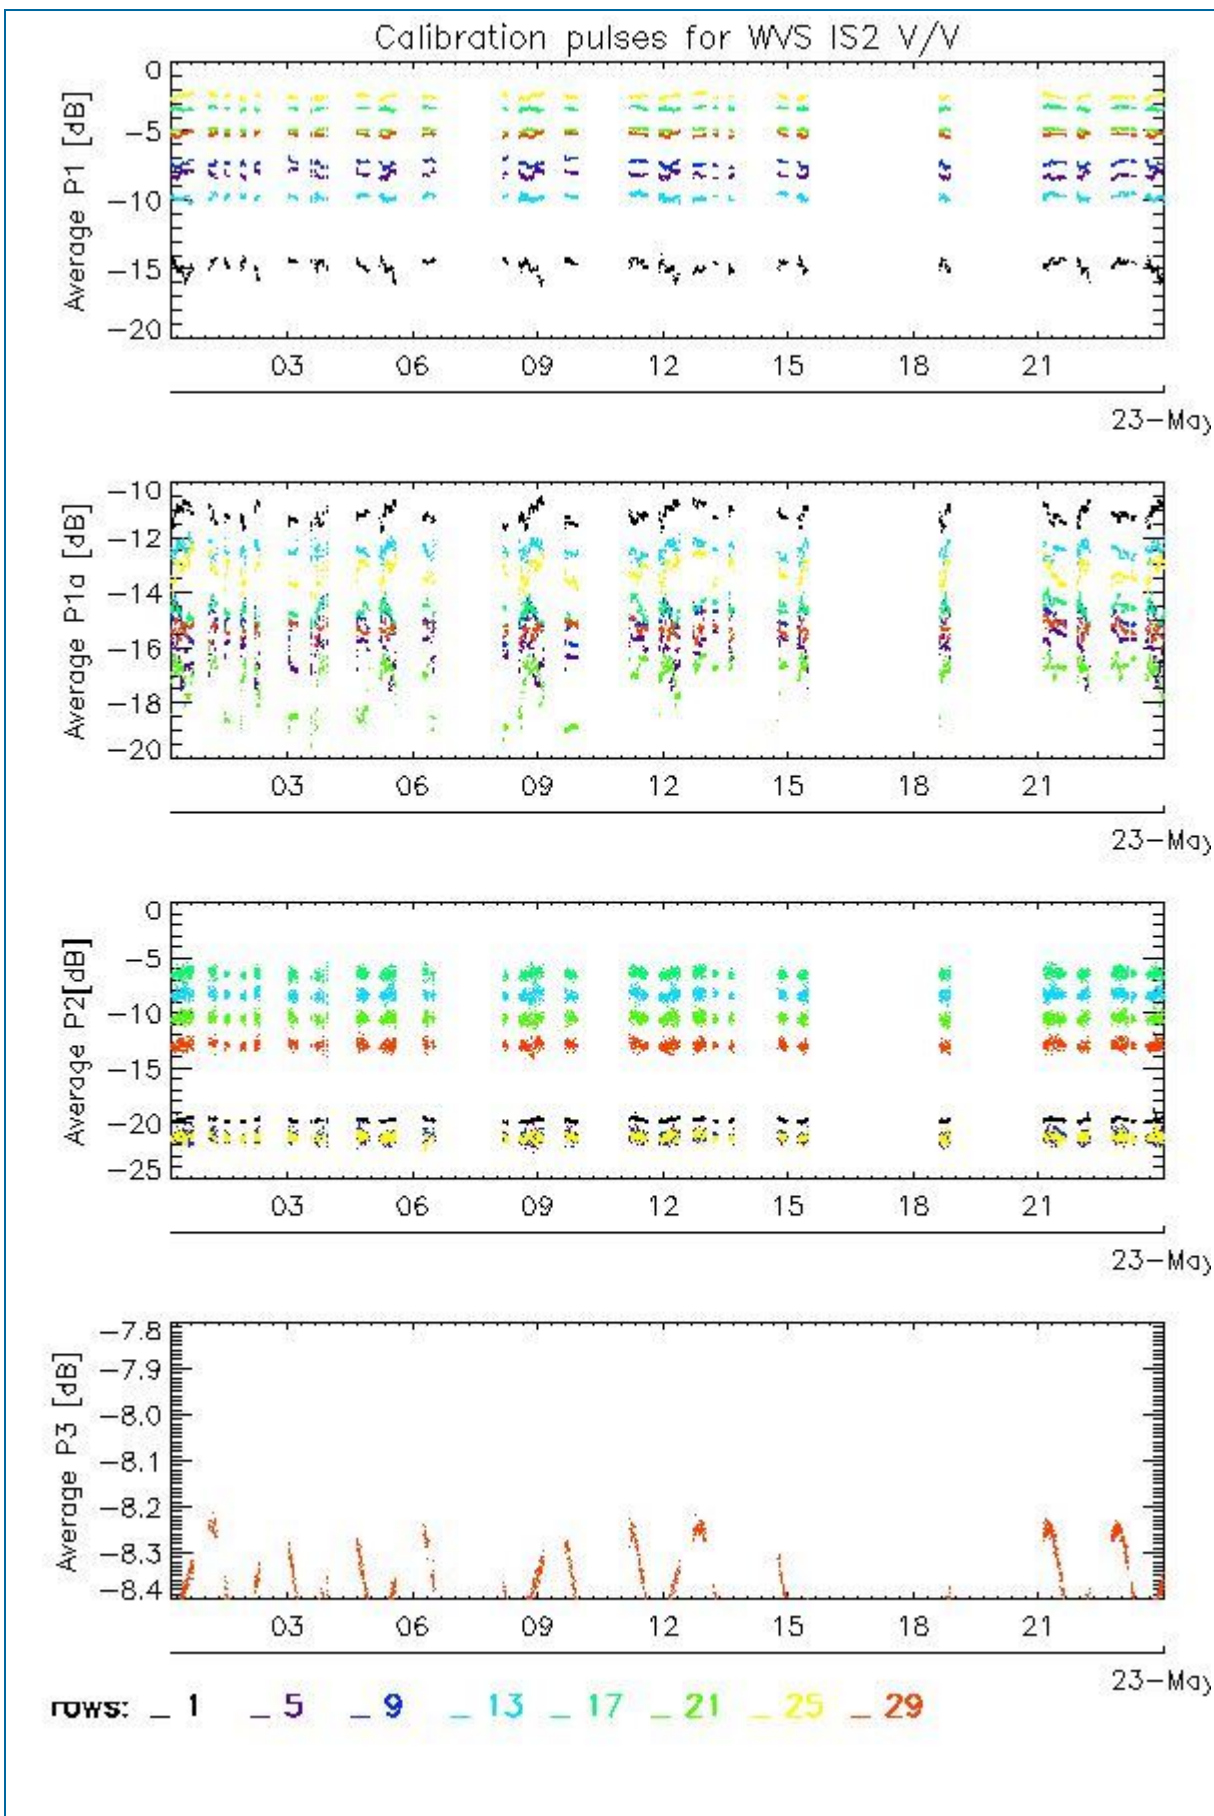 Calibration pulses for WVS IS2 V/V
Average P1 [dB]
0
-5
-10
-15
-20
03 06 09 12 15 18 21
23-May
Average P1a [dB]
-10
-12
-14
-16
-18
-20
03 06 09 12 15 18 21
23-May
Average P2[dB]
0
-5
-10
-15
-20
-25
03 06 09 12 15 18 21
23-May
Average P3 [dB]
-7.8
-7.9
-8.0
-8.1
-8.2
-8.3
-8.4
03 06 09 12 15 18 21
23-May
rows: _ 1 _ 5 _ 9 _ 13 _ 17 _ 21 _ 25 _ 29